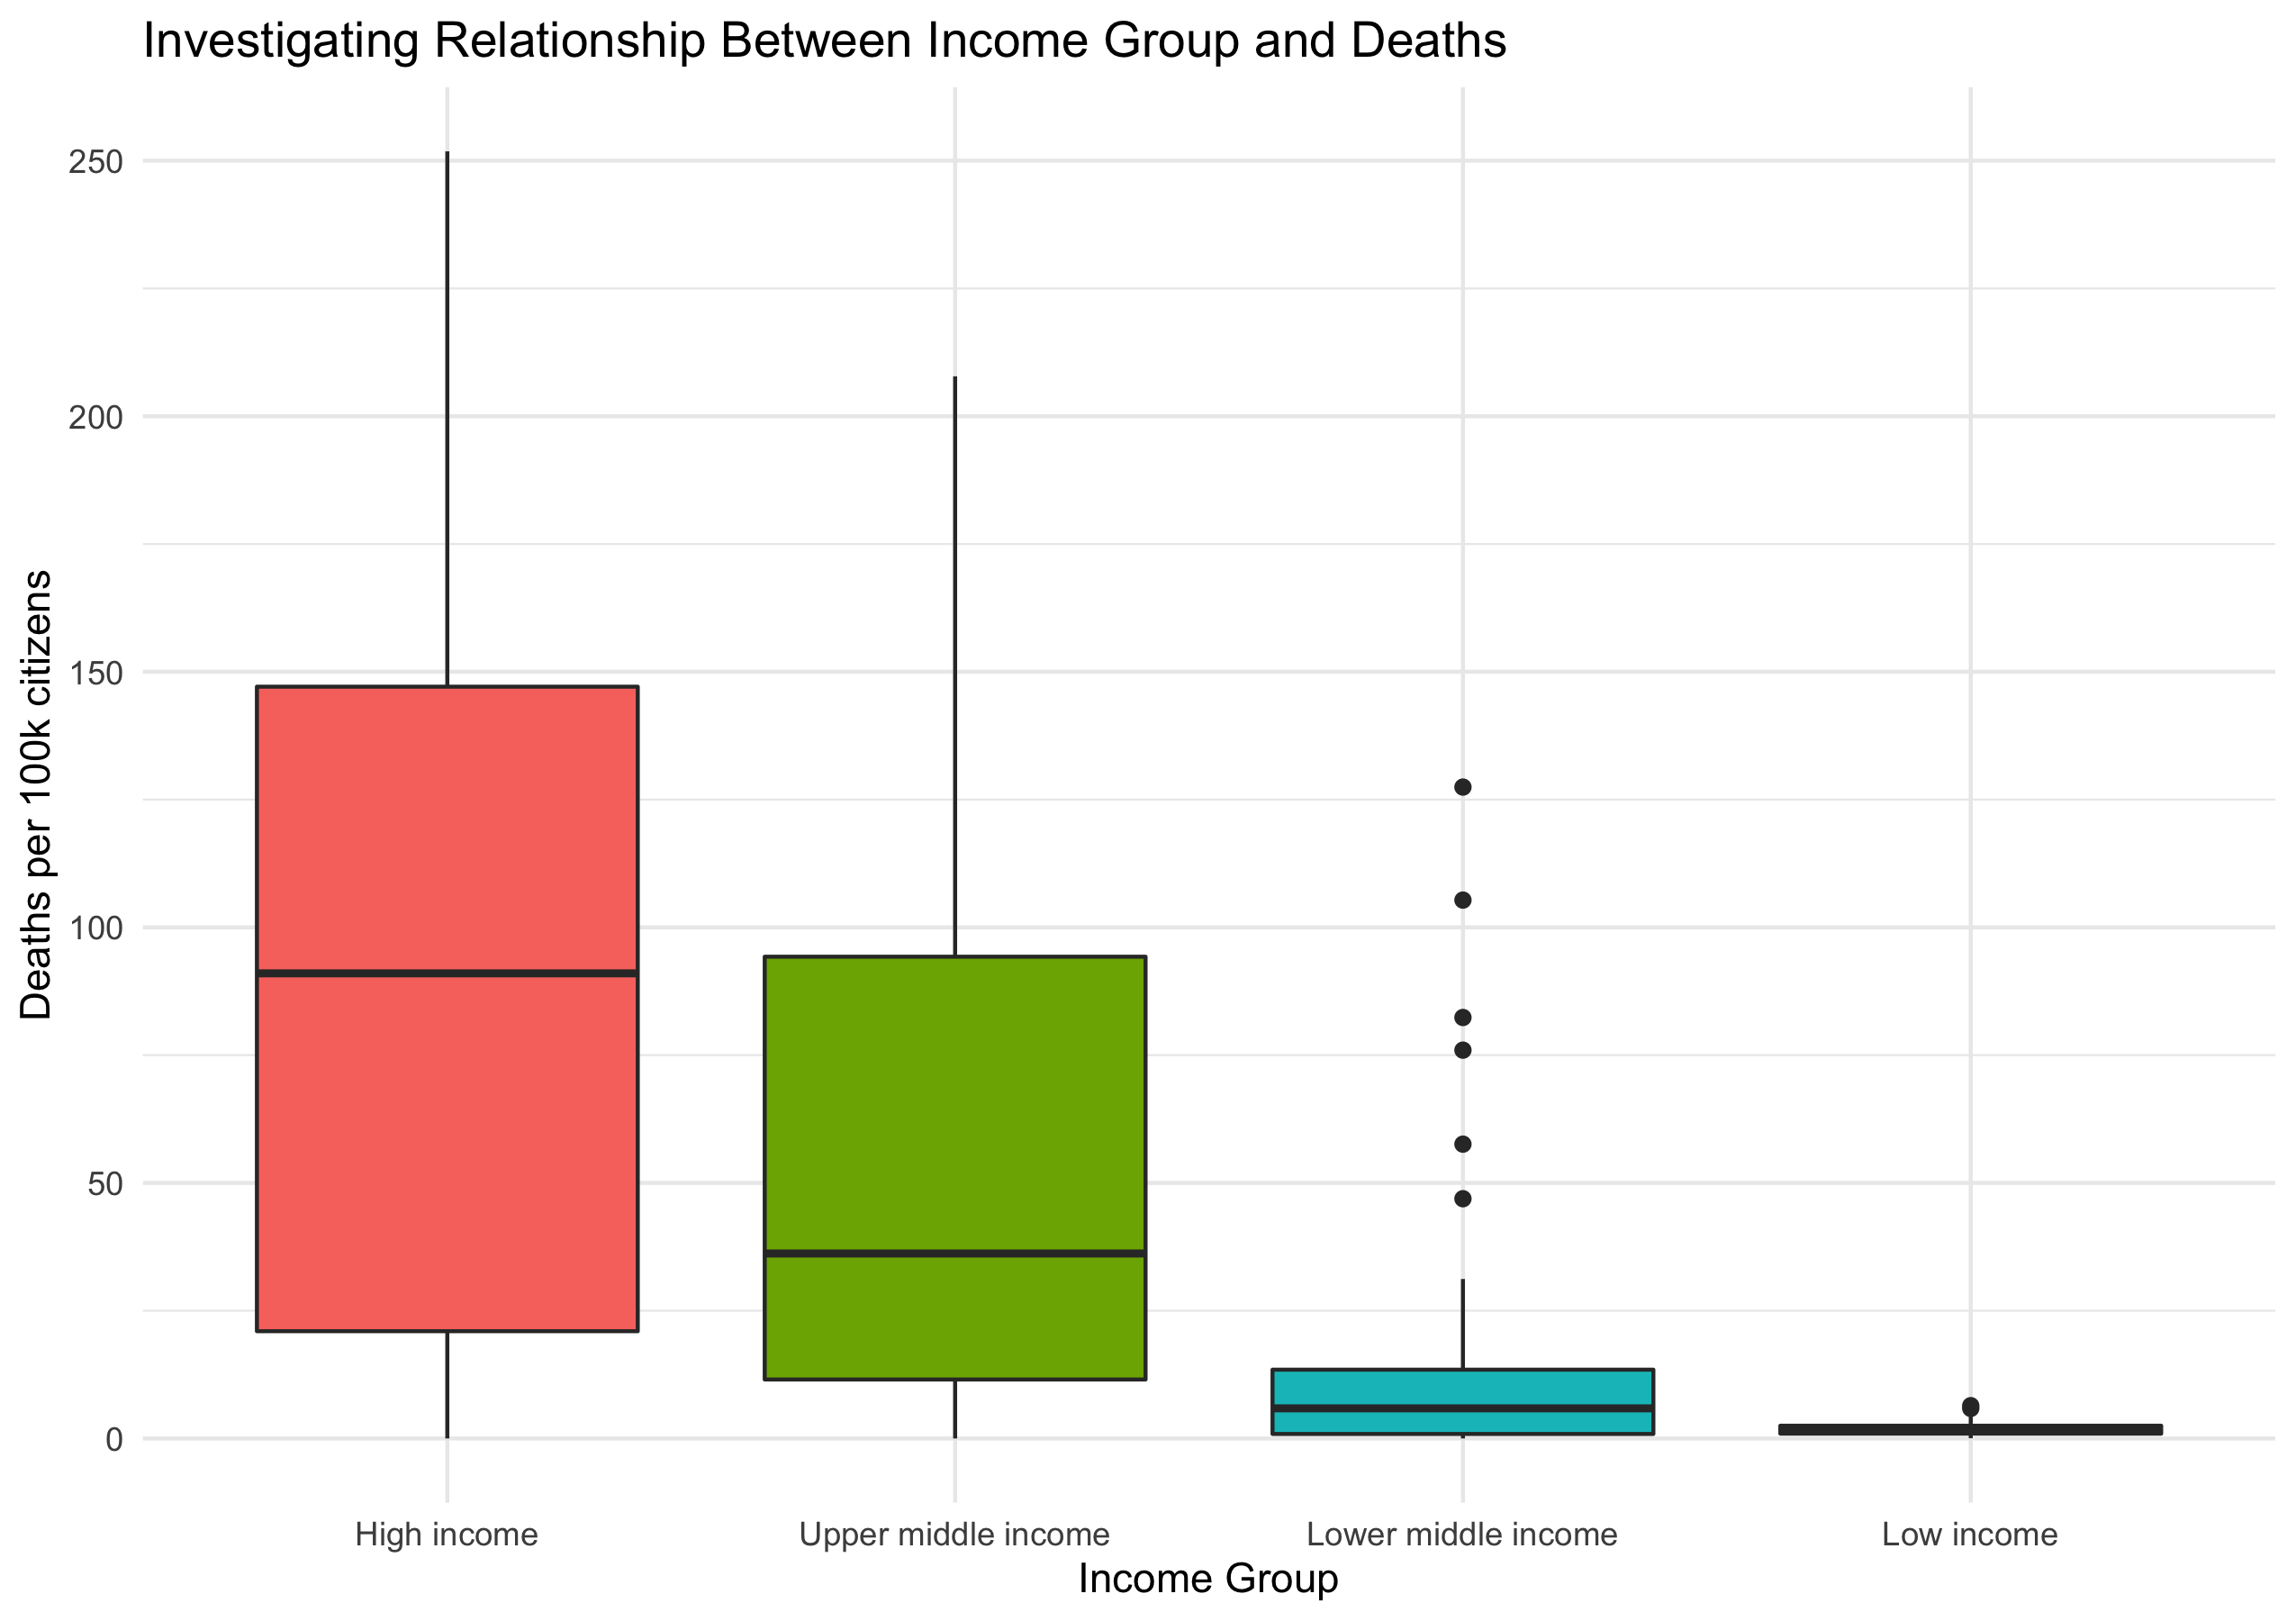 Investigating Relationship Between Income Group and Deaths
Deaths per 100k citizens
250
200
150
100
50
0
High income
Upper middle income
Lower middle income
Low income
Income Group